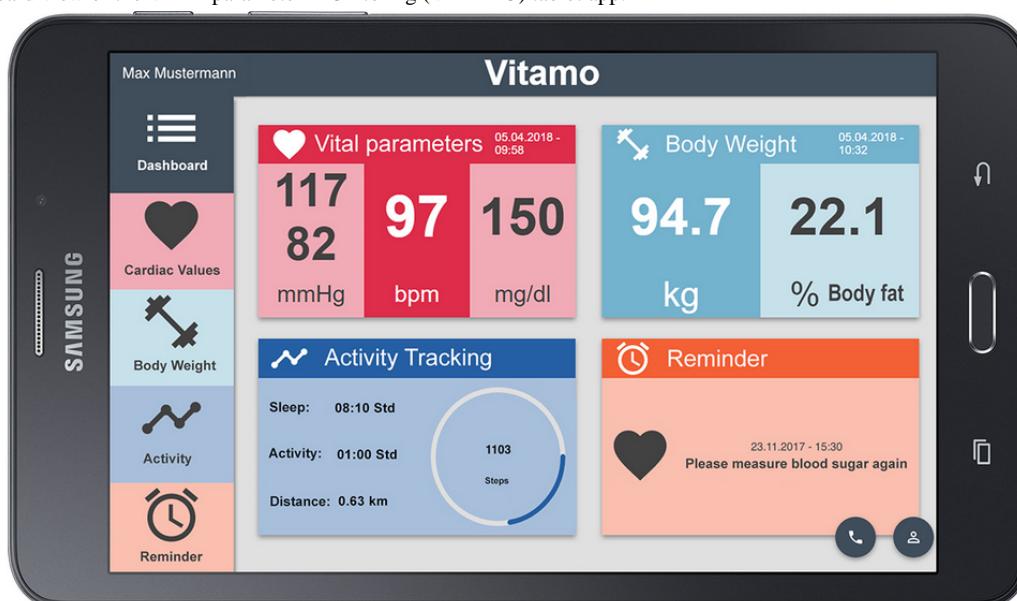 Max Mustermann
Vitamo
Dashboard
Cardiac Values
Body Weight
Activity
Reminder
Vital parameters
05.04.2018 -
09:58
117
82
mmHg
97
bpm
150
mg/dl
Body Weight
05.04.2018 -
10:32
94.7
kg
22.1
% Body fat
Activity Tracking
Sleep: 08:10 Std
Activity: 01:00 Std
Distance: 0.63 km
1103
Steps
Reminder
23.11.2017 - 15:30
Please measure blood sugar again
SAMSUNG